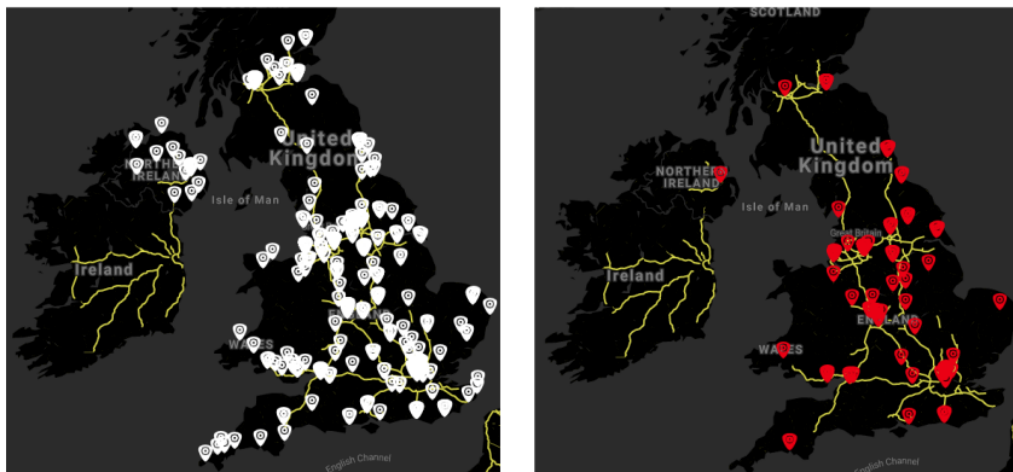 United
Kingdom
NORTHERN
IRELAND
Isle of Man
Ireland
ENGLAND
WALES
English Channel
SCOTLAND
United
Kingdom
NORTHERN
IRELAND
Isle of Man
Great Britain
Ireland
ENGLAND
WALES
English Channel